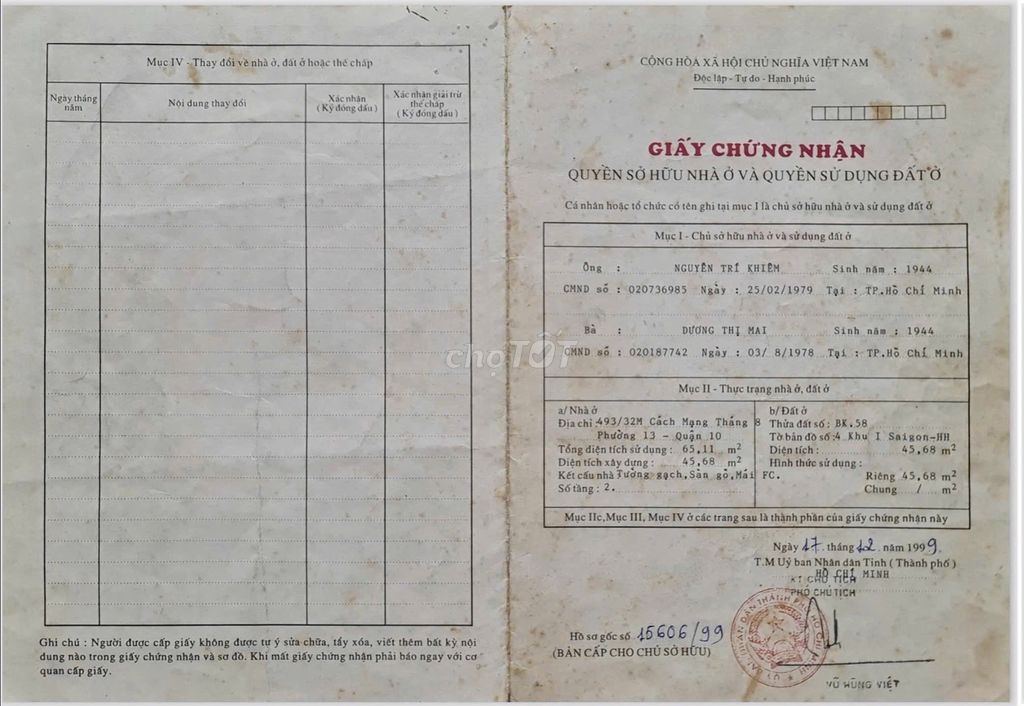 Mục IV - Thay đổi về nhà ở, đất ở hoặc thế chấp
Ngày tháng năm
Nội dung thay đổi
Xác nhận
( Ký đóng dấu )
Xác nhận giải trừ
thế chấp
( Ký đóng dấu )
Ghi chú : Người được cấp giấy không được tự ý sửa chữa, tẩy xóa, viết thêm bất kỳ nội
dung nào trong giấy chứng nhận và sơ đồ. Khi mất giấy chứng nhận phải báo ngay với cơ
quan cấp giấy.
CỘNG HÒA XÃ HỘI CHỦ NGHĨA VIỆT NAM
Độc lập - Tự do - Hạnh phúc
GIẤY CHỨNG NHẬN
QUYỀN SỞ HỮU NHÀ Ở VÀ QUYỀN SỬ DỤNG ĐẤT Ở
Cá nhân hoặc tổ chức có tên ghi tại mục I là chủ sở hữu nhà ở và sử dụng đất ở
Mục I - Chủ sở hữu nhà ở và sử dụng đất ở
Ông : NGUYỄN TRÍ KHIÊM Sinh năm : 1944
CMND số : 020736985 Ngày : 25/02/1979 Tại : TP.Hồ Chí Minh
Bà : DƯƠNG THỊ MAI Sinh năm : 1944
CMND số : 020187742 Ngày : 03/ 8/1978 Tại : TP.Hồ Chí Minh
chợTỐT
Mục II - Thực trạng nhà ở, đất ở
a/ Nhà ở
Địa chỉ :493/32M Cách Mạng Tháng 8
Phường 13 - Quận 10
Tổng diện tích sử dụng : 65,11 m²
Diện tích xây dựng : 45,68 m²
Kết cấu nhà Tường gạch,Sàn gỗ,Mái FC.
Số tầng : 2.
b/ Đất ở
Thửa đất số : BK.58
Tờ bản đồ số :4 Khu I Saigon-HH
Diện tích : 45,68 m²
Hình thức sử dụng :
Riêng 45,68 m²
Chung / m²
Mục IIc, Mục III, Mục IV ở các trang sau là thành phần của giấy chứng nhận này
Ngày 17 tháng 12 năm 1999.
T.M Uỷ ban Nhân dân Tỉnh ( Thành phố )
HỒ CHÍ MINH
KT CHỦ TỊCH
PHÓ CHỦ TỊCH
Hồ sơ gốc số 15606/99
(BẢN CẤP CHO CHỦ SỞ HỮU)
VŨ HÙNG VIỆT